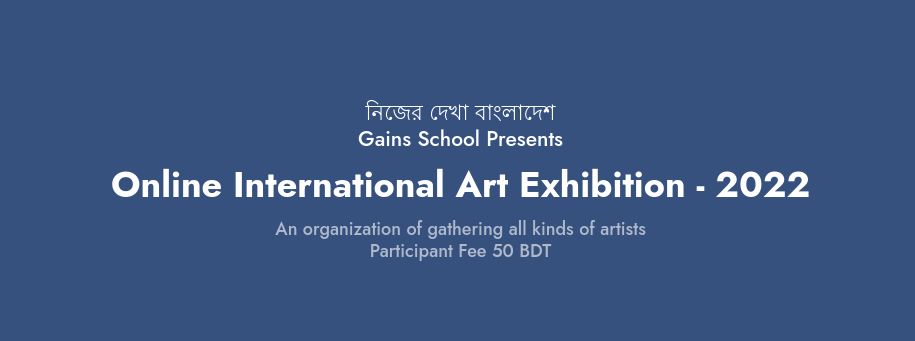 নিজের দেখা বাংলাদেশ
Gains School Presents
Online International Art Exhibition - 2022
An organization of gathering all kinds of artists
Participant Fee 50 BDT